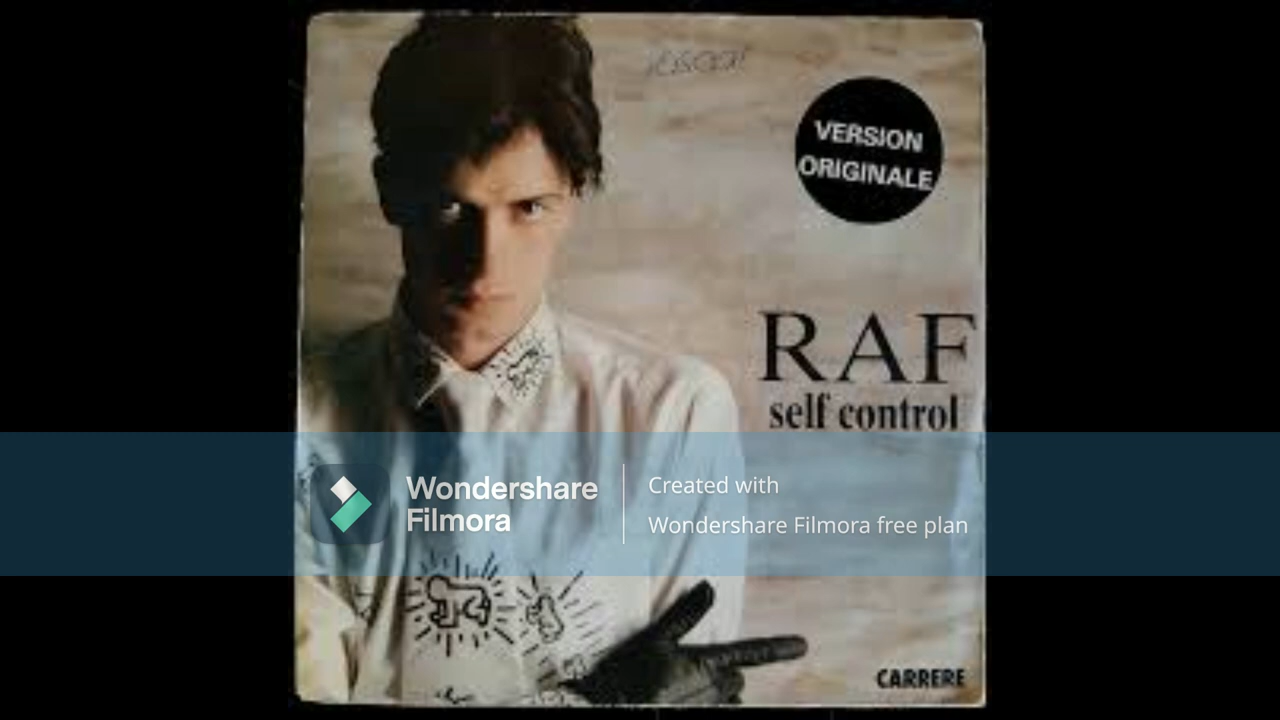 VERSION
ORIGINALE
RAF
self control
Wondershare
Filmora
Created with
Wondershare Filmora free plan
CARRERE